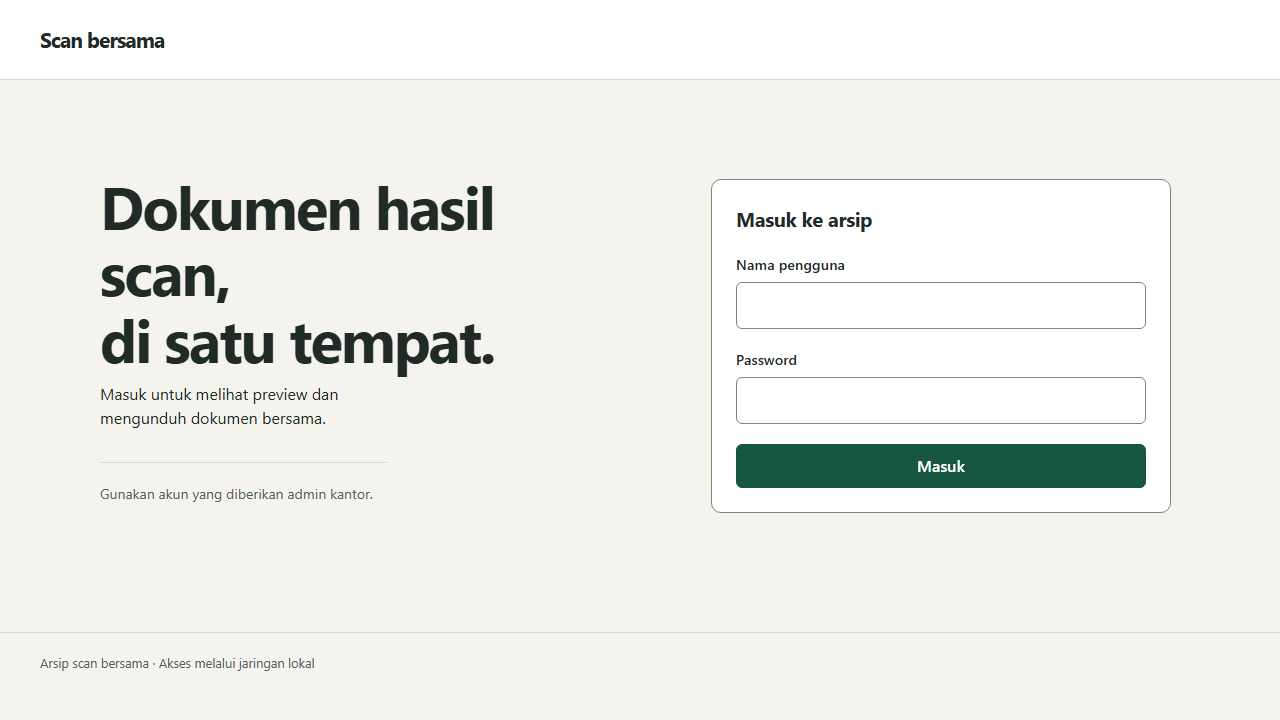 Scan bersama
Dokumen hasil
scan,
di satu tempat.
Masuk untuk melihat preview dan
mengunduh dokumen bersama.
Gunakan akun yang diberikan admin kantor.
Masuk ke arsip
Nama pengguna
Password
Masuk
Arsip scan bersama · Akses melalui jaringan lokal